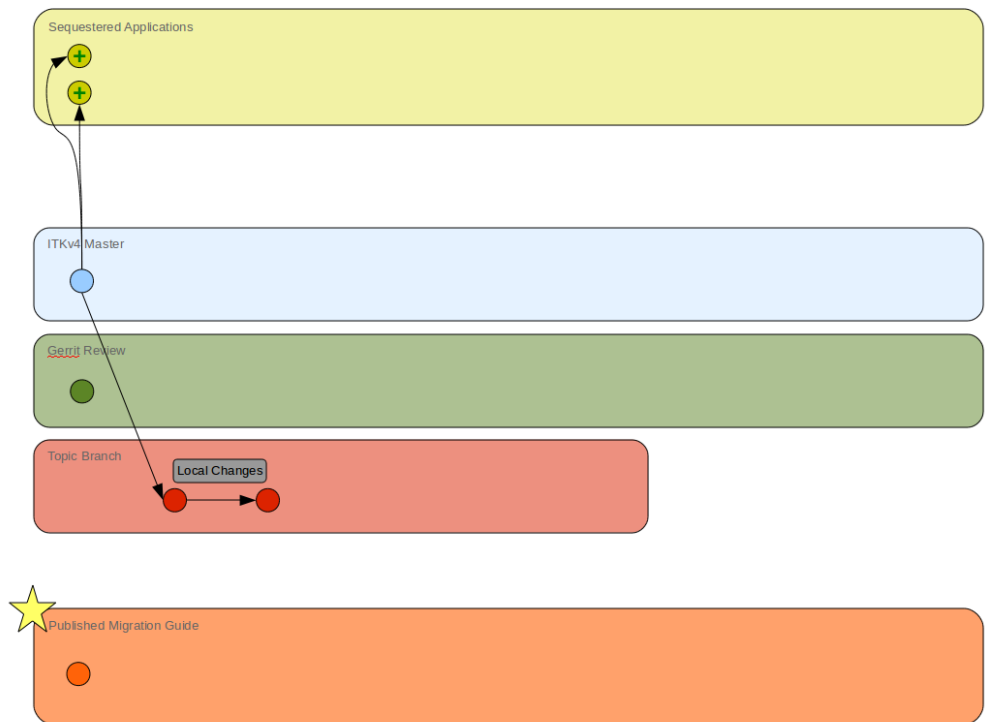 Sequestered Applications
ITKv4 Master
Gerrit Review
Topic Branch
Local Changes
Published Migration Guide